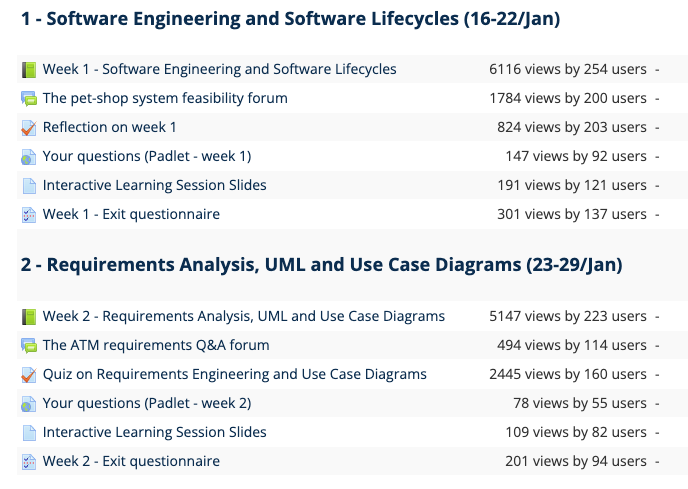 1 - Software Engineering and Software Lifecycles (16-22/Jan)
Week 1 - Software Engineering and Software Lifecycles 6116 views by 254 users -
The pet-shop system feasibility forum 1784 views by 200 users -
Reflection on week 1 824 views by 203 users -
Your questions (Padlet - week 1) 147 views by 92 users -
Interactive Learning Session Slides 191 views by 121 users -
Week 1 - Exit questionnaire 301 views by 137 users -
2 - Requirements Analysis, UML and Use Case Diagrams (23-29/Jan)
Week 2 - Requirements Analysis, UML and Use Case Diagrams 5147 views by 223 users -
The ATM requirements Q&A forum 494 views by 114 users -
Quiz on Requirements Engineering and Use Case Diagrams 2445 views by 160 users -
Your questions (Padlet - week 2) 78 views by 55 users -
Interactive Learning Session Slides 109 views by 82 users -
Week 2 - Exit questionnaire 201 views by 94 users -